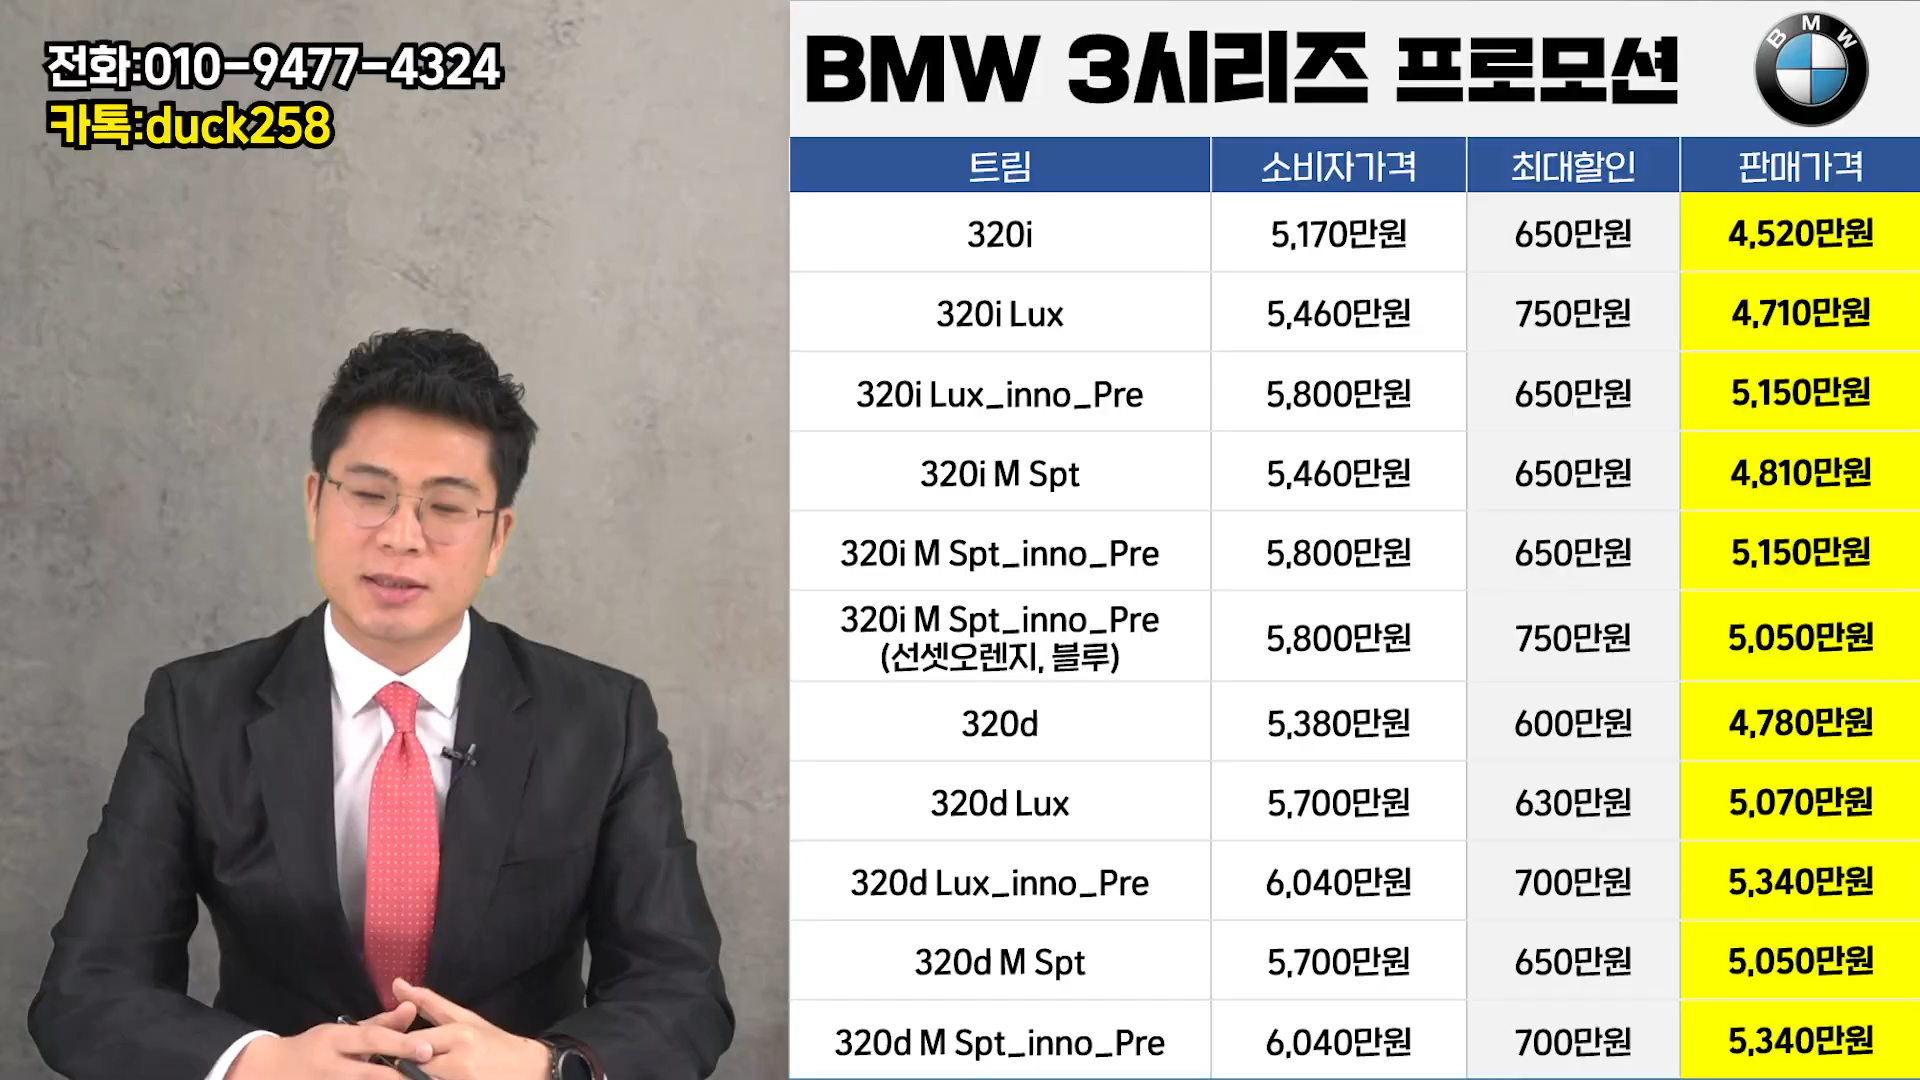 전화:010-9477-4324
카톡:duck258
BMW 3시리즈 프로모션
BMW
트림 소비자가격 최대할인 판매가격
320i 5,170만원 650만원 4,520만원
320i Lux 5,460만원 750만원 4,710만원
320i Lux_inno_Pre 5,800만원 650만원 5,150만원
320i M Spt 5,460만원 650만원 4,810만원
320i M Spt_inno_Pre 5,800만원 650만원 5,150만원
320i M Spt_inno_Pre
(선셋오렌지, 블루) 5,800만원 750만원 5,050만원
320d 5,380만원 600만원 4,780만원
320d Lux 5,700만원 630만원 5,070만원
320d Lux_inno_Pre 6,040만원 700만원 5,340만원
320d M Spt 5,700만원 650만원 5,050만원
320d M Spt_inno_Pre 6,040만원 700만원 5,340만원